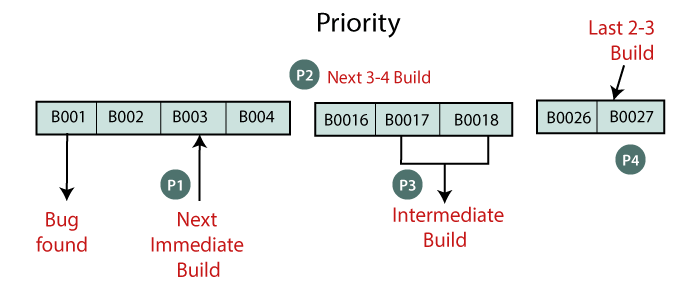 Priority
Last 2-3
Build
P2 Next 3-4 Build
B001 B002 B003 B004
B0016 B0017 B0018
B0026 B0027
P1
P3
P4
Bug
found
Next
Immediate
Build
Intermediate
Build